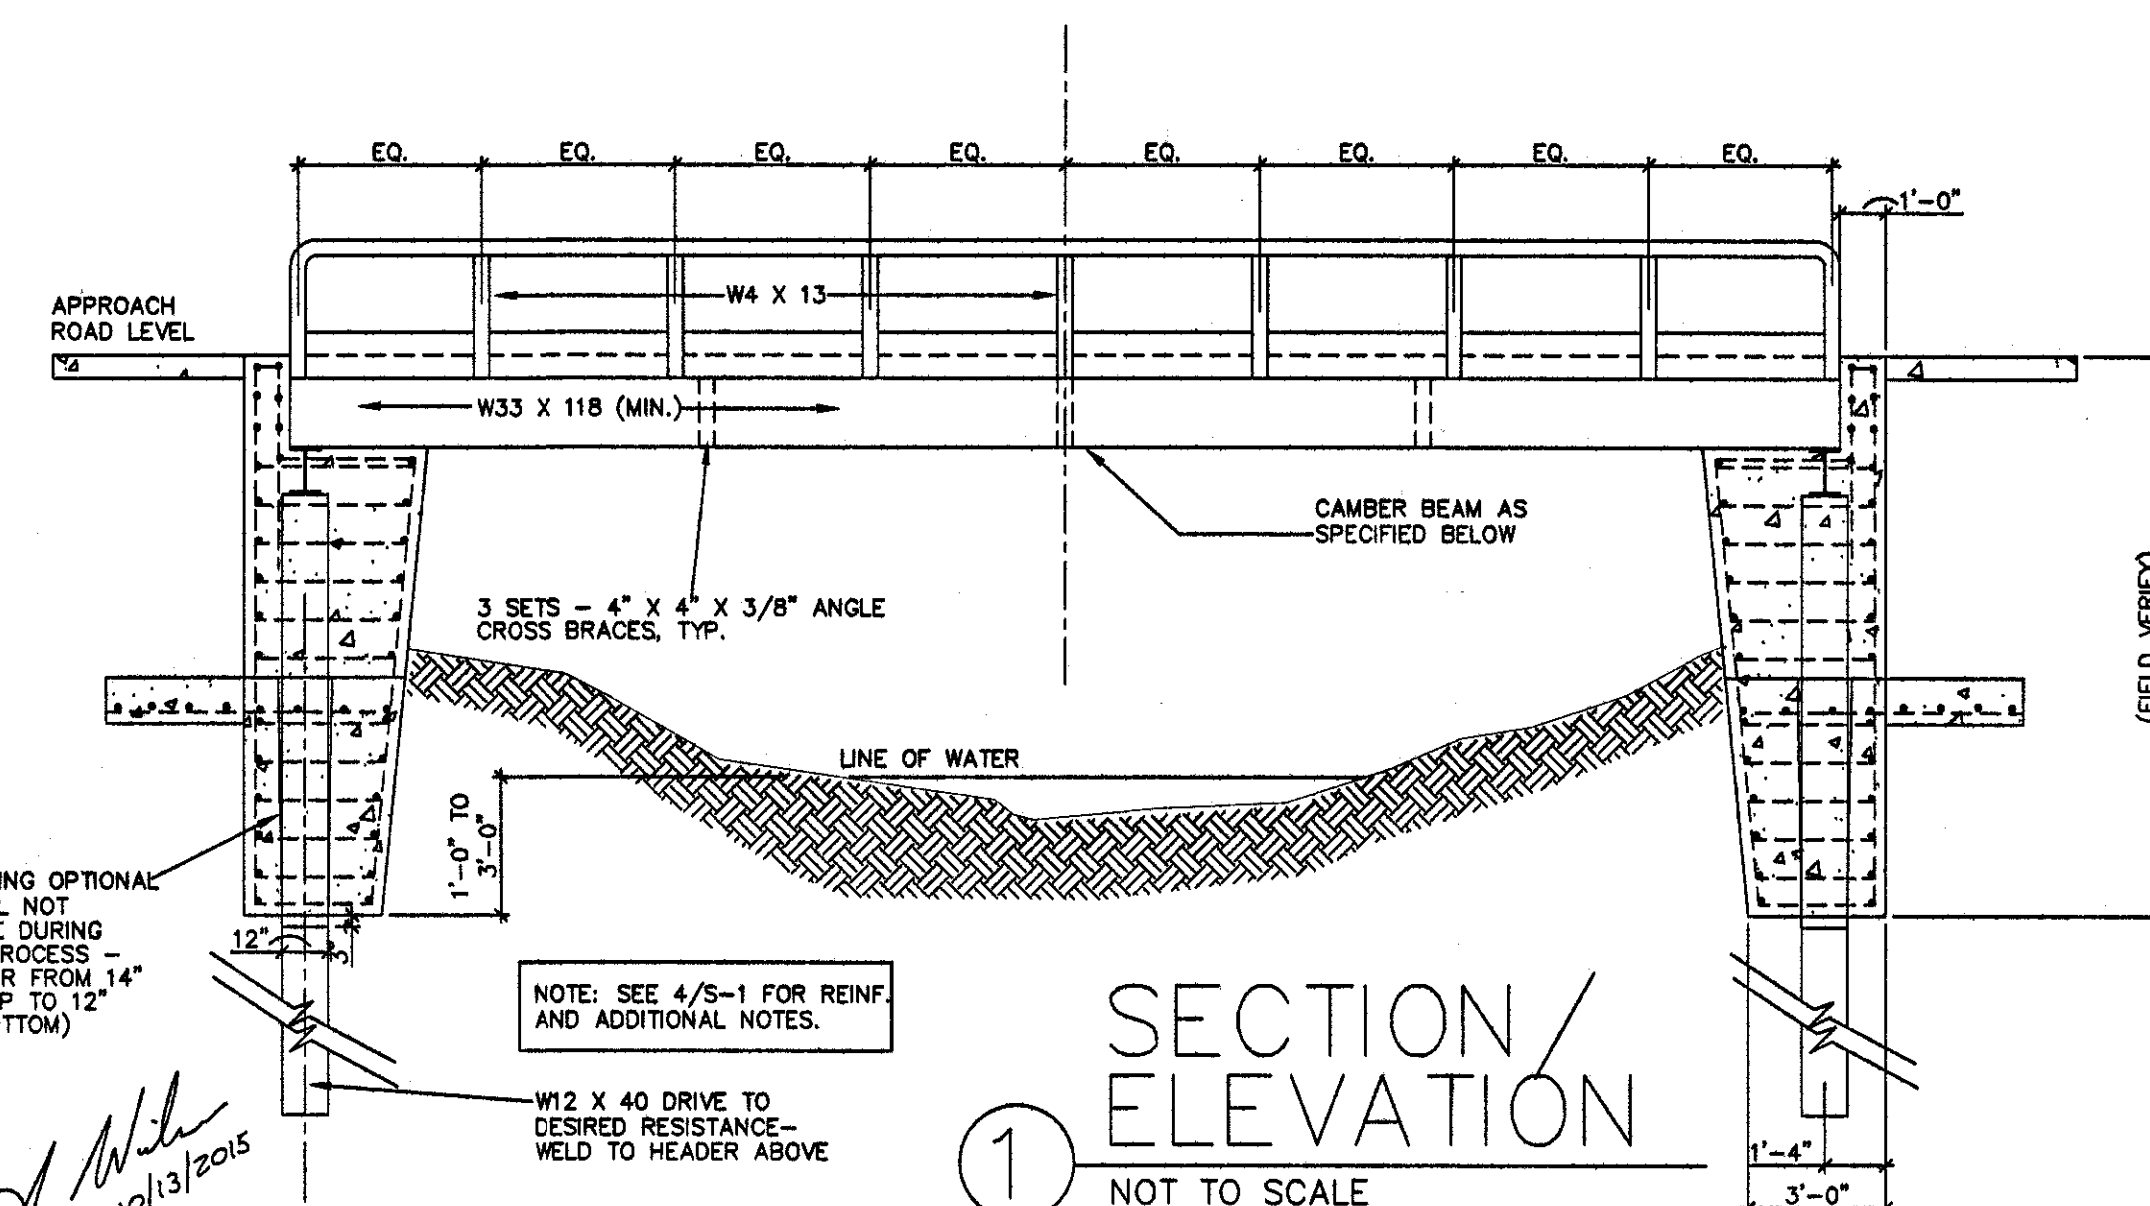 EQ. EQ. EQ. EQ. EQ. EQ. EQ. EQ.
1'-0"
APPROACH
ROAD LEVEL
W4 X 13
W33 X 118 (MIN.)
CAMBER BEAM AS
SPECIFIED BELOW
3 SETS - 4" X 4" X 3/8" ANGLE
CROSS BRACES, TYP.
(FIELD VERIFY)
LINE OF WATER
1'-0" TO
3'-0"
ING OPTIONAL
L NOT
E DURING
ROCESS -
R FROM 14"
P TO 12"
TTOM)
12"
3"
NOTE: SEE 4/S-1 FOR REINF.
AND ADDITIONAL NOTES.
W12 X 40 DRIVE TO
DESIRED RESISTANCE-
WELD TO HEADER ABOVE
SECTION/
ELEVATION
1
NOT TO SCALE
1'-4"
3'-0"
/13/2015